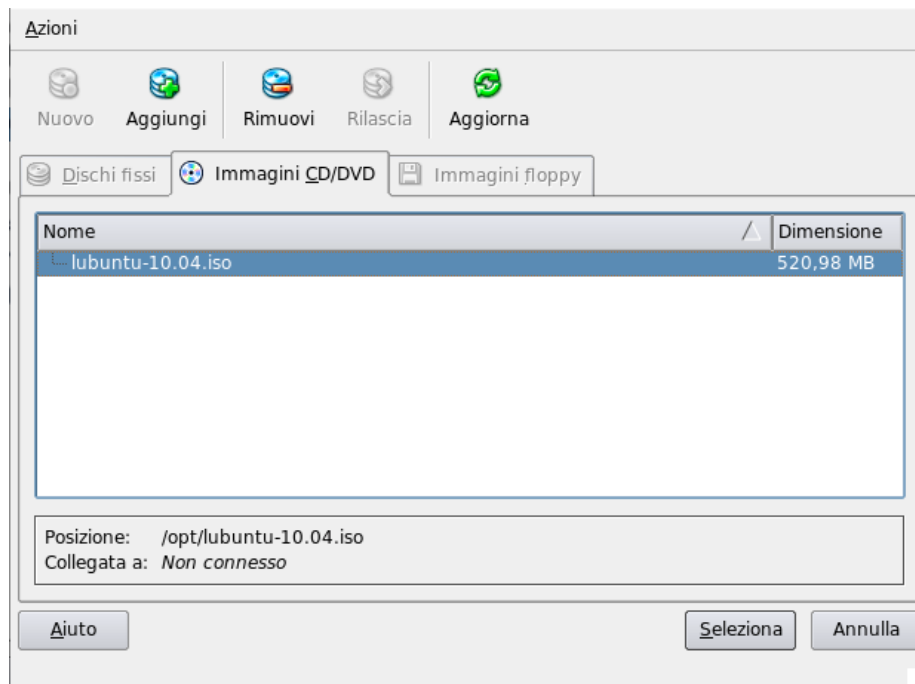 Azioni
Nuovo Aggiungi Rimuovi Rilascia Aggiorna
Dischi fissi Immagini CD/DVD Immagini floppy
Nome Dimensione
lubuntu-10.04.iso 520,98 MB
Posizione: /opt/lubuntu-10.04.iso
Collegata a: Non connesso
Aiuto Seleziona Annulla